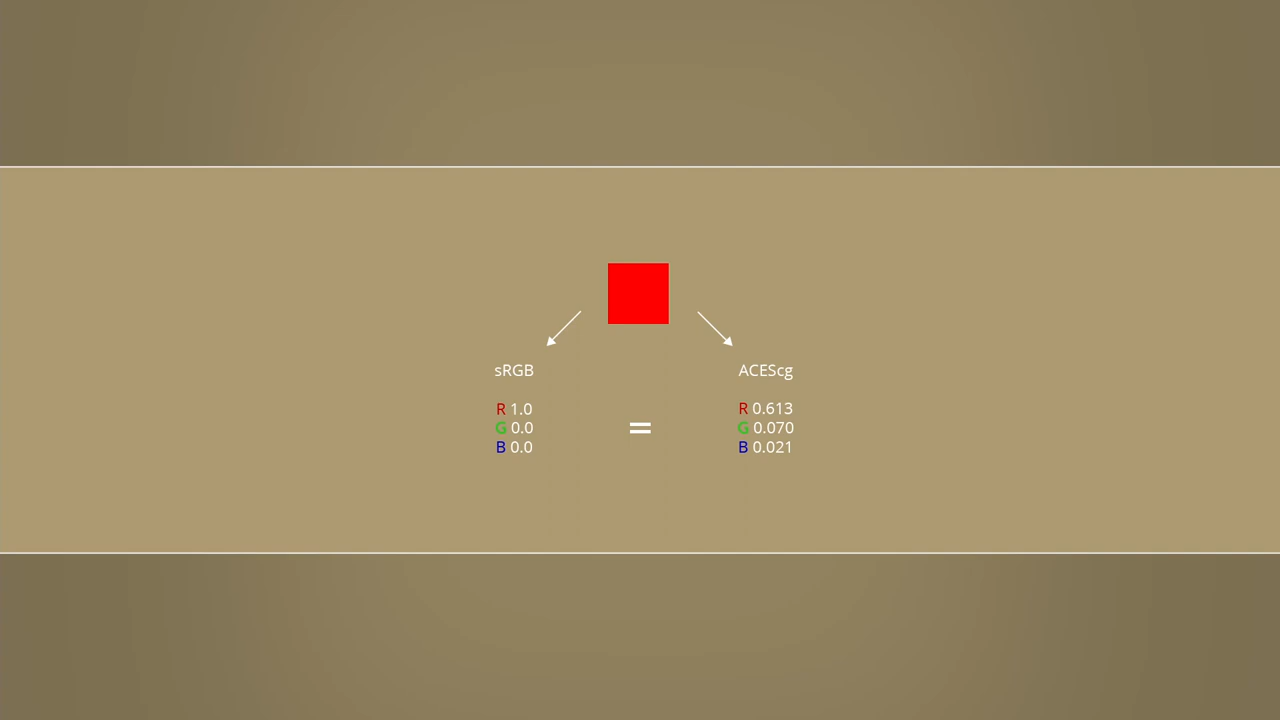 sRGB
R 1.0
G 0.0
B 0.0
=
ACEScg
R 0.613
G 0.070
B 0.021